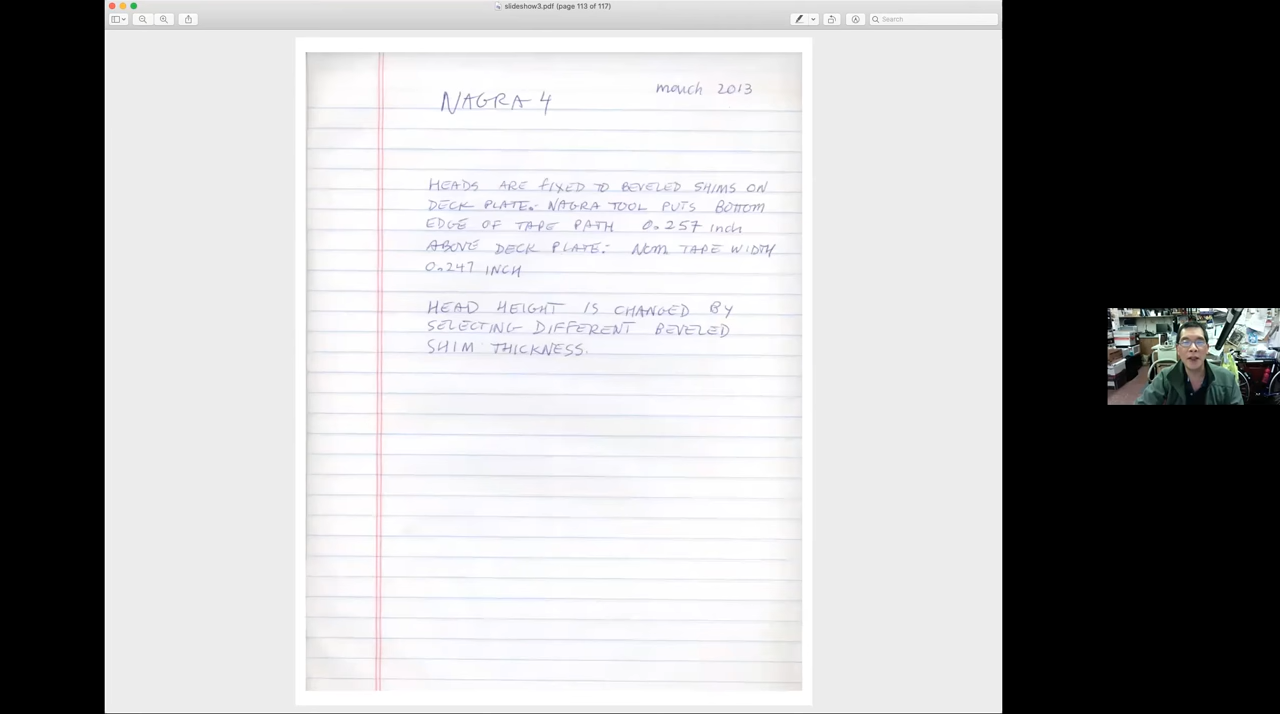 slideshow3.pdf (page 113 of 117)
Search
March 2013
NAGRA 4
HEADS ARE FIXED TO BEVELED SHIMS ON
DECK PLATE. NAGRA TOOL PUTS BOTTOM
EDGE OF TAPE PATH 0.257 inch
ABOVE DECK PLATE. NOM TAPE WIDTH
0.247 INCH
HEAD HEIGHT IS CHANGED BY
SELECTING DIFFERENT BEVELED
SHIM THICKNESS.